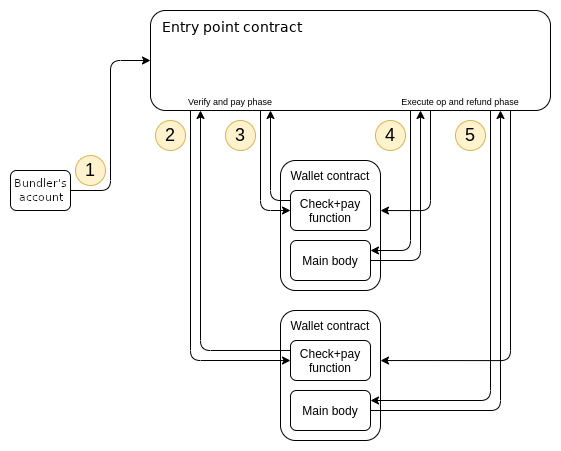 Entry point contract
Verify and pay phase
Execute op and refund phase
1
2
3
4
5
Bundler's
account
Wallet contract
Check+pay
function
Main body
Wallet contract
Check+pay
function
Main body